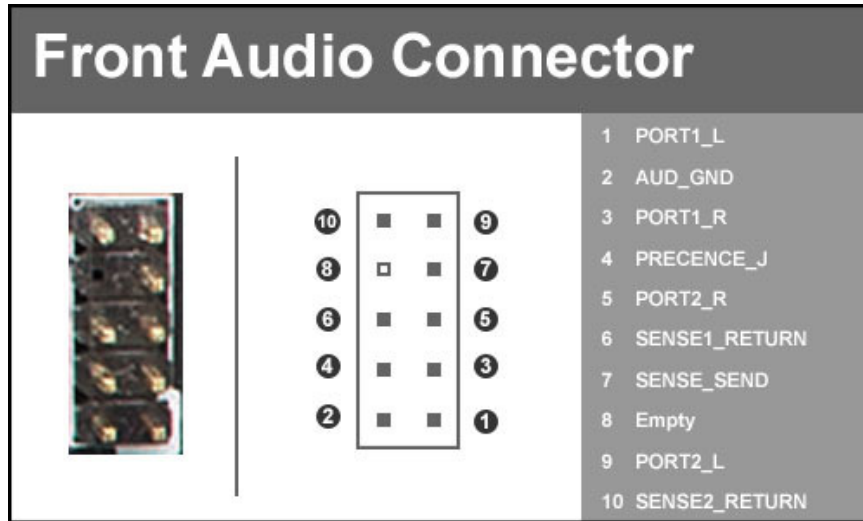 Front Audio Connector
10 9
8 7
6 5
4 3
2 1
1 PORT1_L
2 AUD_GND
3 PORT1_R
4 PRECENCE_J
5 PORT2_R
6 SENSE1_RETURN
7 SENSE_SEND
8 Empty
9 PORT2_L
10 SENSE2_RETURN